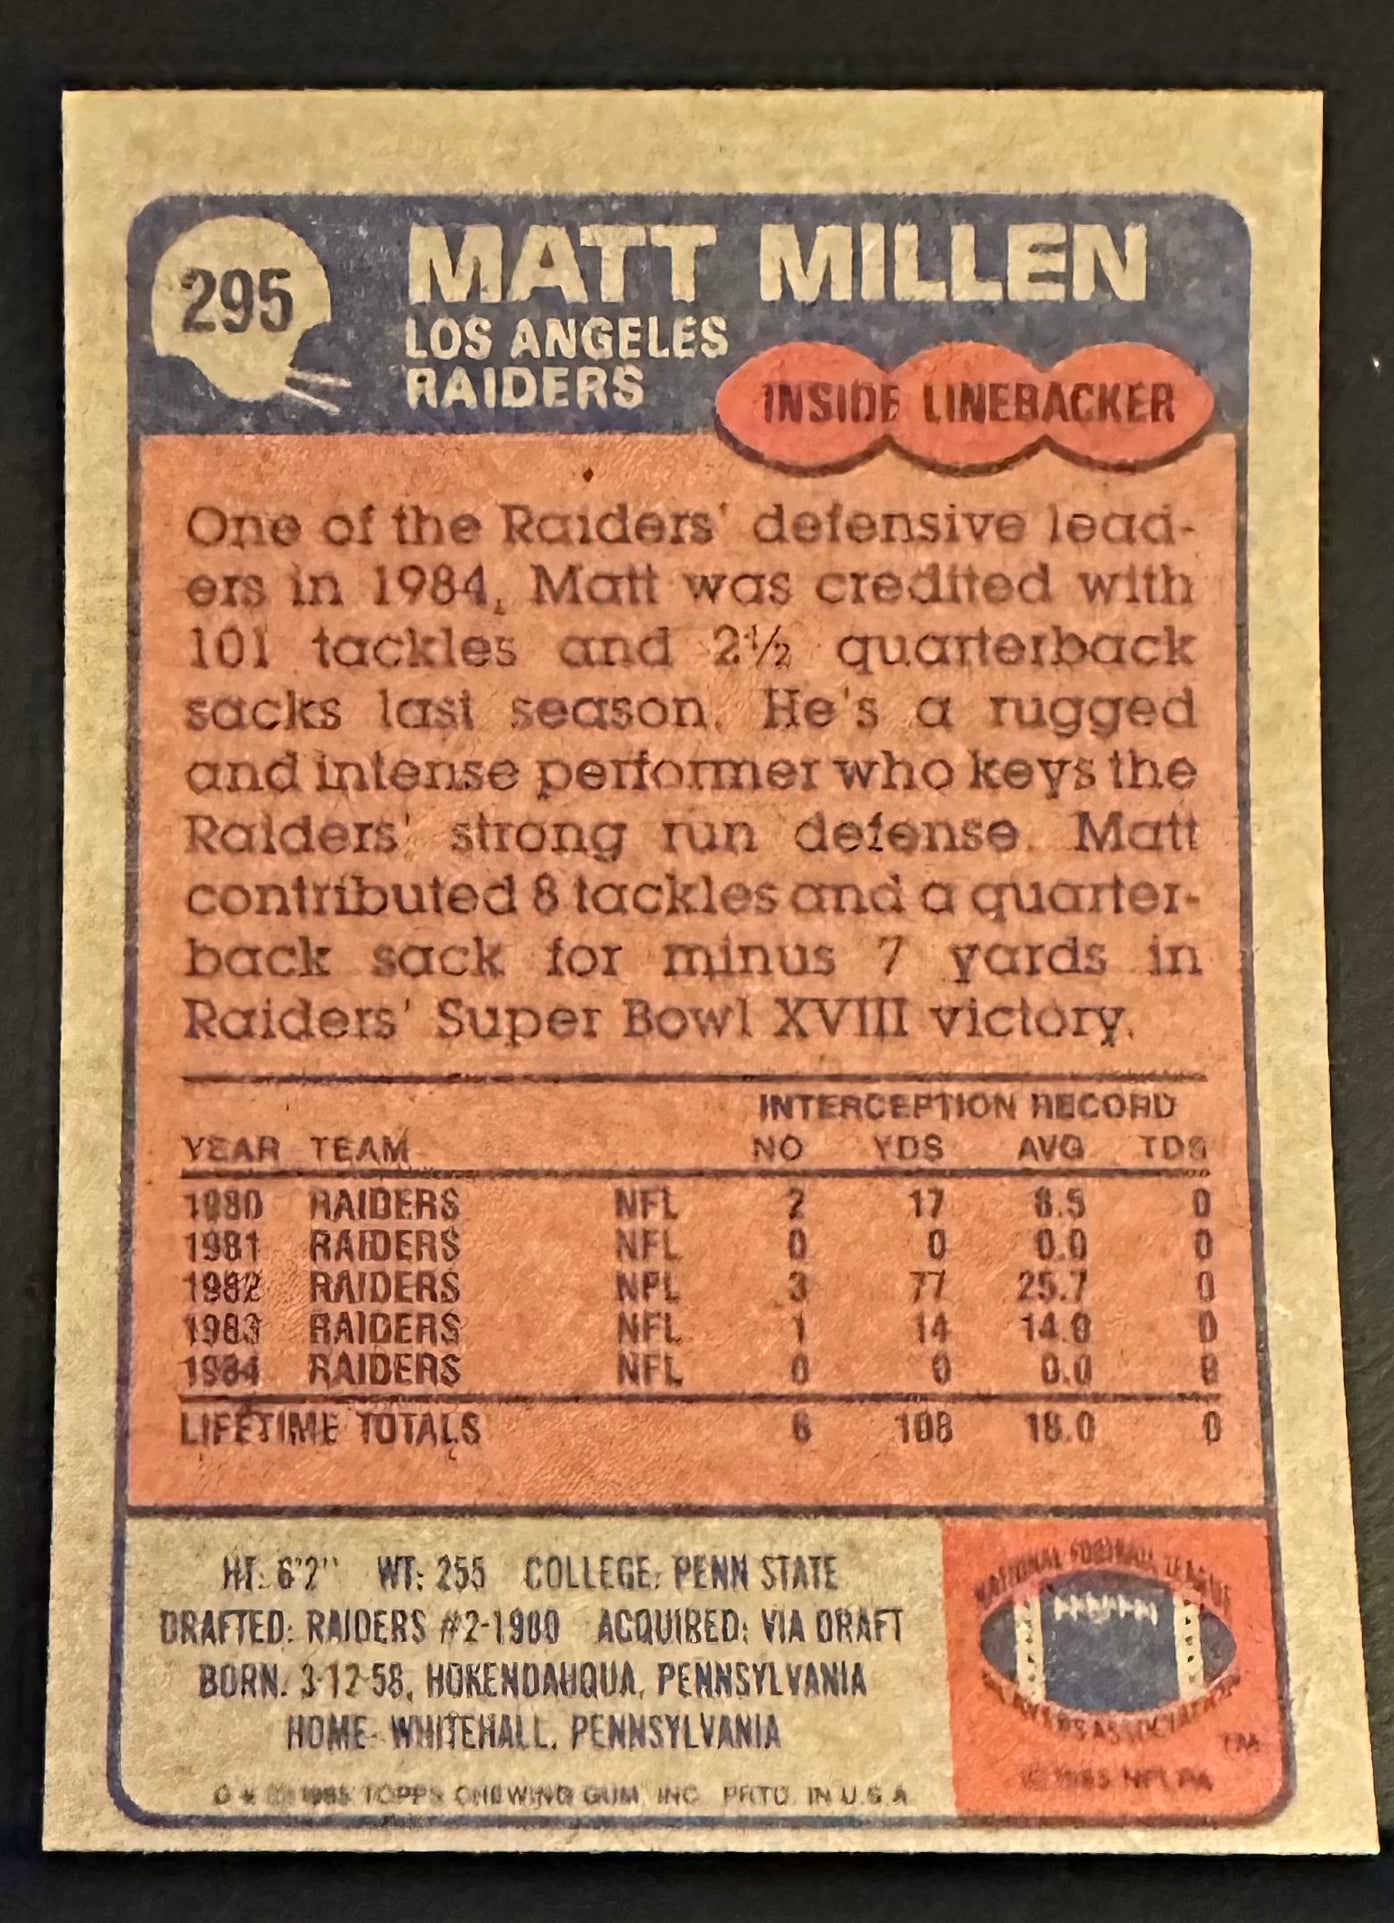 295
MATT MILLEN
LOS ANGELES
RAIDERS
INSIDE LINEBACKER
One of the Raiders' defensive lead-
ers in 1984, Matt was credited with
101 tackles and 2½ quarterback
sacks last season. He's a rugged
and intense performer who keys the
Raiders' strong run defense. Matt
contributed 8 tackles and a quarter-
back sack for minus 7 yards in
Raiders' Super Bowl XVIII victory.
INTERCEPTION RECORD
YEAR TEAM NO YDS AVG TDS
1980 RAIDERS NFL 2 17 8.5 0
1981 RAIDERS NFL 0 0 0.0 0
1982 RAIDERS NFL 3 77 25.7 0
1983 RAIDERS NFL 1 14 14.0 0
1984 RAIDERS NFL 0 0 0.0 0
LIFETIME TOTALS 6 108 18.0 0
HT: 6'2" WT: 255 COLLEGE: PENN STATE
DRAFTED: RAIDERS #2-1980 ACQUIRED: VIA DRAFT
BORN: 3-12-58, HOKENDAUQUA, PENNSYLVANIA
HOME: WHITEHALL, PENNSYLVANIA
1985 TOPPS CHEWING GUM, INC. PRTD. IN U.S.A.
NATIONAL FOOTBALL LEAGUE
PLAYERS ASSOCIATION
TM
© 1985 NFLPA